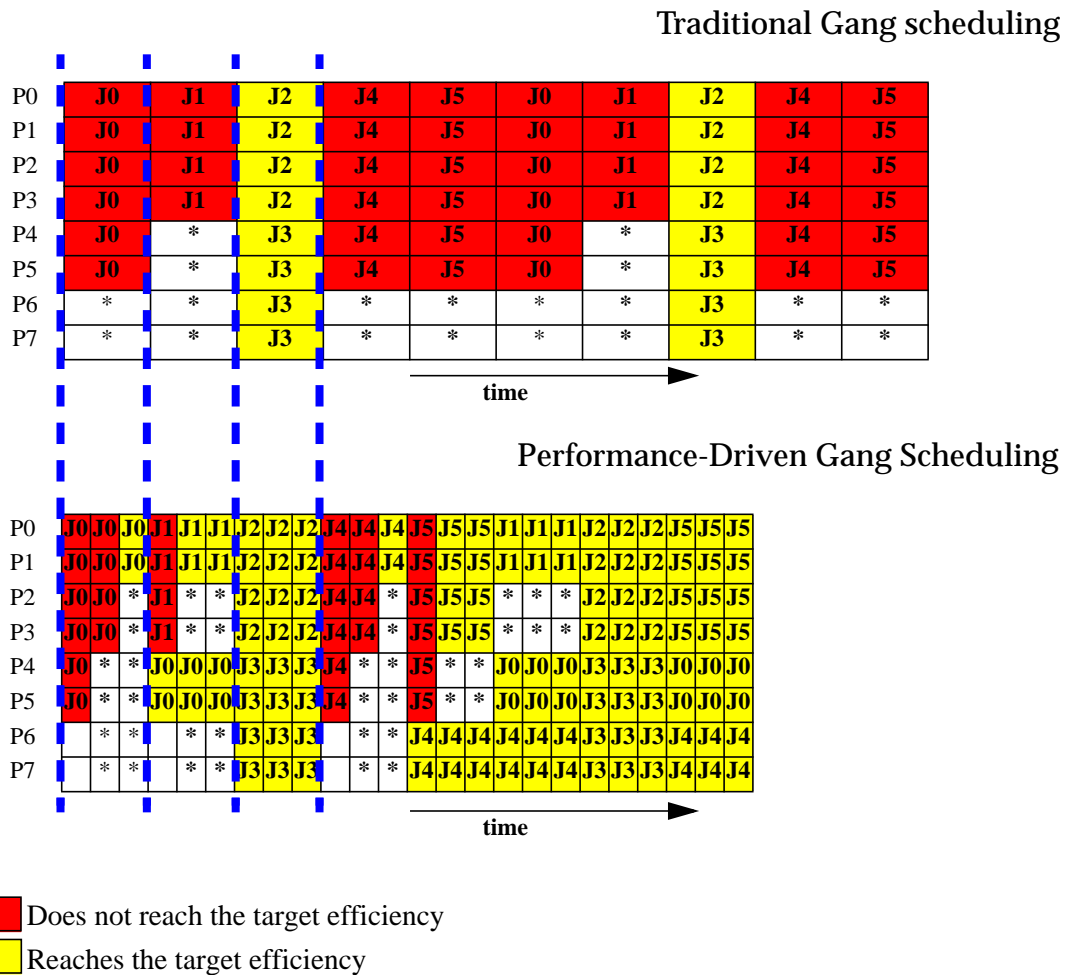 Traditional Gang scheduling
P0 J0 J1 J2 J4 J5 J0 J1 J2 J4 J5
P1 J0 J1 J2 J4 J5 J0 J1 J2 J4 J5
P2 J0 J1 J2 J4 J5 J0 J1 J2 J4 J5
P3 J0 J1 J2 J4 J5 J0 J1 J2 J4 J5
P4 J0 * J3 J4 J5 J0 * J3 J4 J5
P5 J0 * J3 J4 J5 J0 * J3 J4 J5
P6 * * J3 * * * * J3 * *
P7 * * J3 * * * * J3 * *
time
Performance-Driven Gang Scheduling
P0 J0 J0 J0 J1 J1 J1 J2 J2 J2 J4 J4 J4 J5 J5 J5 J1 J1 J1 J2 J2 J2 J5 J5 J5
P1 J0 J0 J0 J1 J1 J1 J2 J2 J2 J4 J4 J4 J5 J5 J5 J1 J1 J1 J2 J2 J2 J5 J5 J5
P2 J0 J0 * J1 * * J2 J2 J2 J4 J4 * J5 J5 J5 * * * J2 J2 J2 J5 J5 J5
P3 J0 J0 * J1 * * J2 J2 J2 J4 J4 * J5 J5 J5 * * * J2 J2 J2 J5 J5 J5
P4 J0 * * J0 J0 J0 J3 J3 J3 J4 * * J5 * * J0 J0 J0 J3 J3 J3 J0 J0 J0
P5 J0 * * J0 J0 J0 J3 J3 J3 J4 * * J5 * * J0 J0 J0 J3 J3 J3 J0 J0 J0
P6 * * * * J3 J3 J3 * * J4 J4 J4 J4 J4 J4 J3 J3 J3 J4 J4 J4
P7 * * * * J3 J3 J3 * * J4 J4 J4 J4 J4 J4 J3 J3 J3 J4 J4 J4
time
Does not reach the target efficiency
Reaches the target efficiency